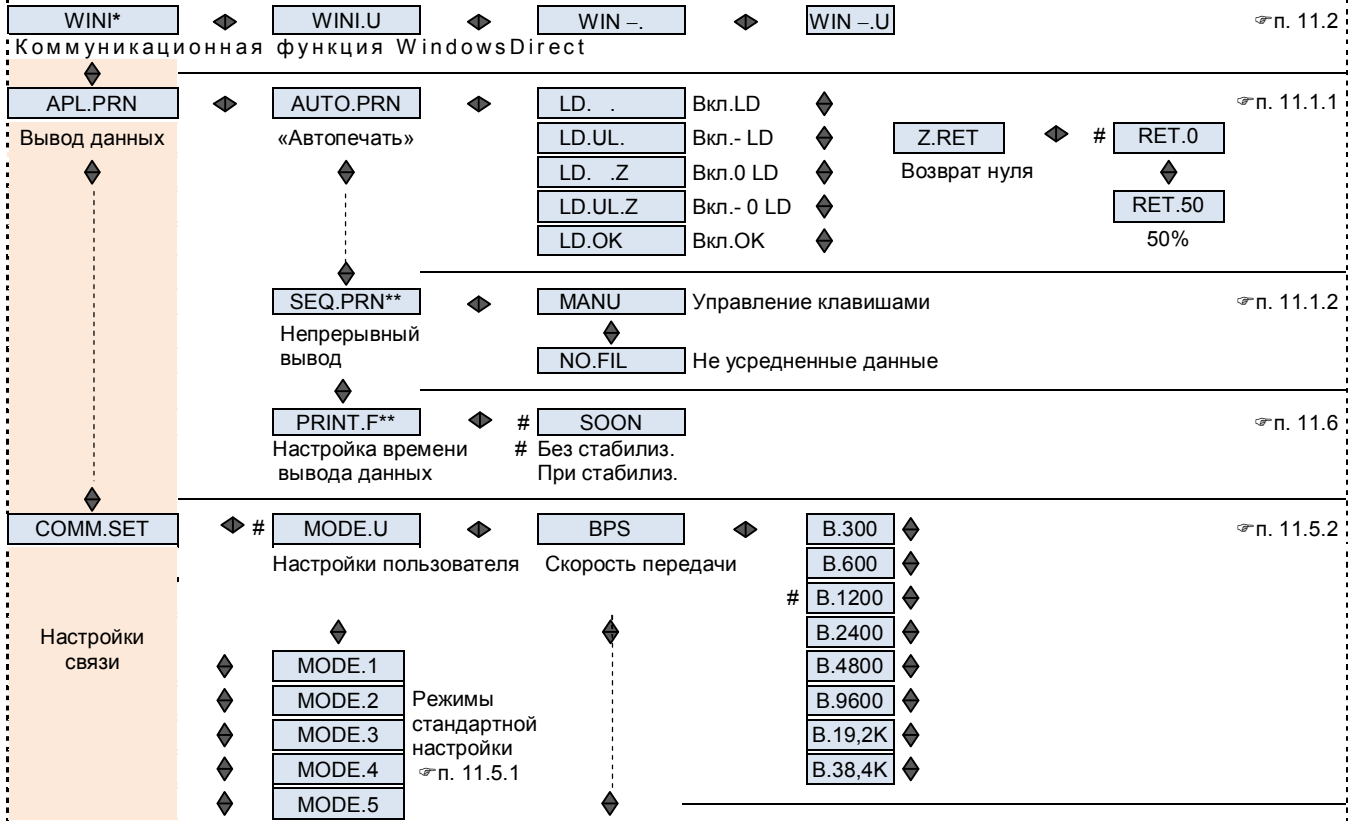 WINI* WINI.U WIN –. WIN –.U ☞п. 11.2
Коммуникационная функция WindowsDirect
APL.PRN AUTO.PRN LD. . Вкл.LD ☞п. 11.1.1
Вывод данных «Автопечать» LD.UL. Вкл.- LD Z.RET # RET.0
LD. .Z Вкл.0 LD Возврат нуля
LD.UL.Z Вкл.- 0 LD RET.50
LD.OK Вкл.OK 50%
SEQ.PRN** MANU Управление клавишами ☞п. 11.1.2
Непрерывный
вывод NO.FIL Не усредненные данные
PRINT.F** # SOON ☞п. 11.6
Настройка времени # Без стабилиз.
вывода данных При стабилиз.
COMM.SET # MODE.U BPS B.300 ☞п. 11.5.2
Настройки пользователя Скорость передачи B.600
# B.1200
Настройки B.2400
связи MODE.1 B.4800
MODE.2 Режимы B.9600
стандартной
MODE.3 настройки B.19,2K
MODE.4 ☞п. 11.5.1 B.38,4K
MODE.5